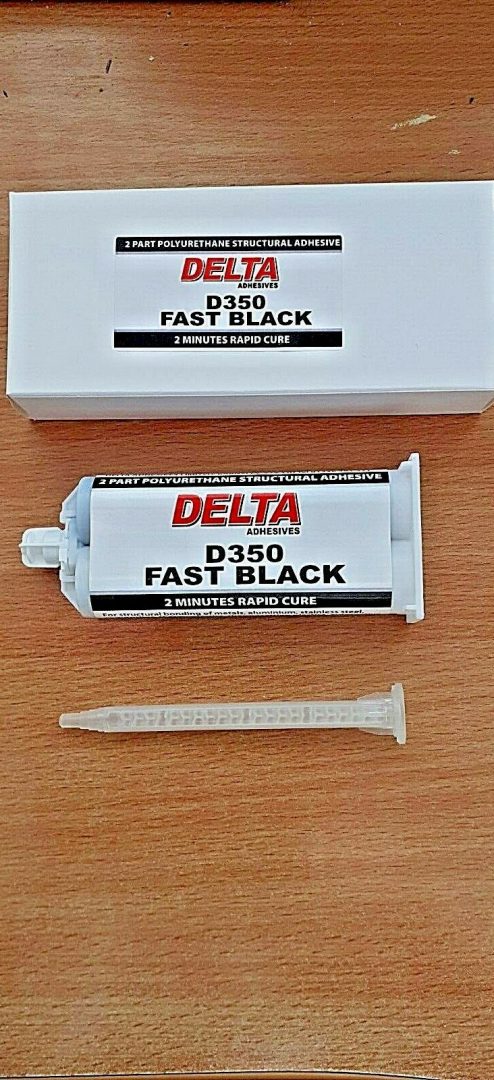 2 PART POLYURETHANE STRUCTURAL ADHESIVE
DELTA
ADHESIVES
D350
FAST BLACK
2 MINUTES RAPID CURE
2 PART POLYURETHANE STRUCTURAL ADHESIVE
DELTA
ADHESIVES
D350
FAST BLACK
2 MINUTES RAPID CURE
For structural bonding of metals, aluminium, stainless steel.